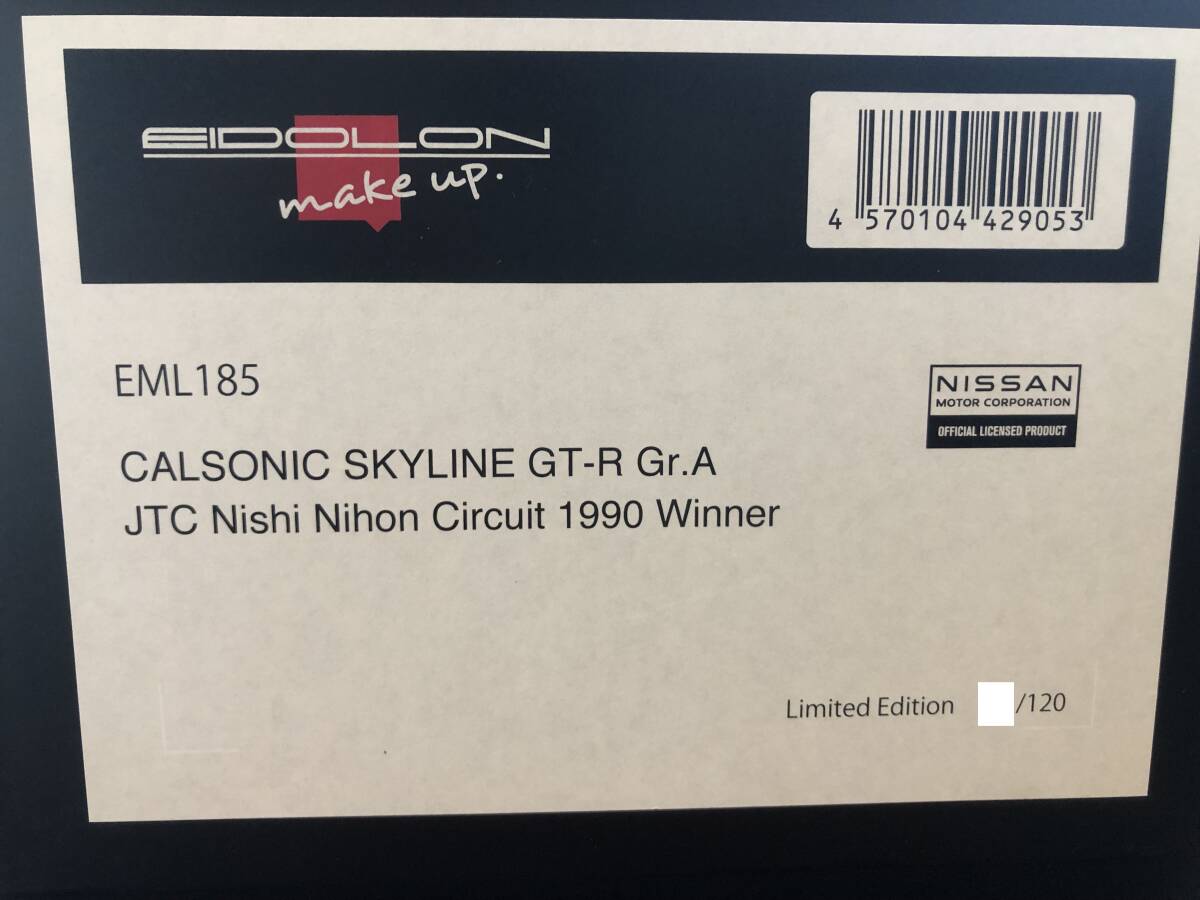 EIDOLON
make up.
4 570104 429053
EML185
NISSAN
MOTOR CORPORATION
OFFICIAL LICENSED PRODUCT
CALSONIC SKYLINE GT-R Gr.A
JTC Nishi Nihon Circuit 1990 Winner
Limited Edition /120